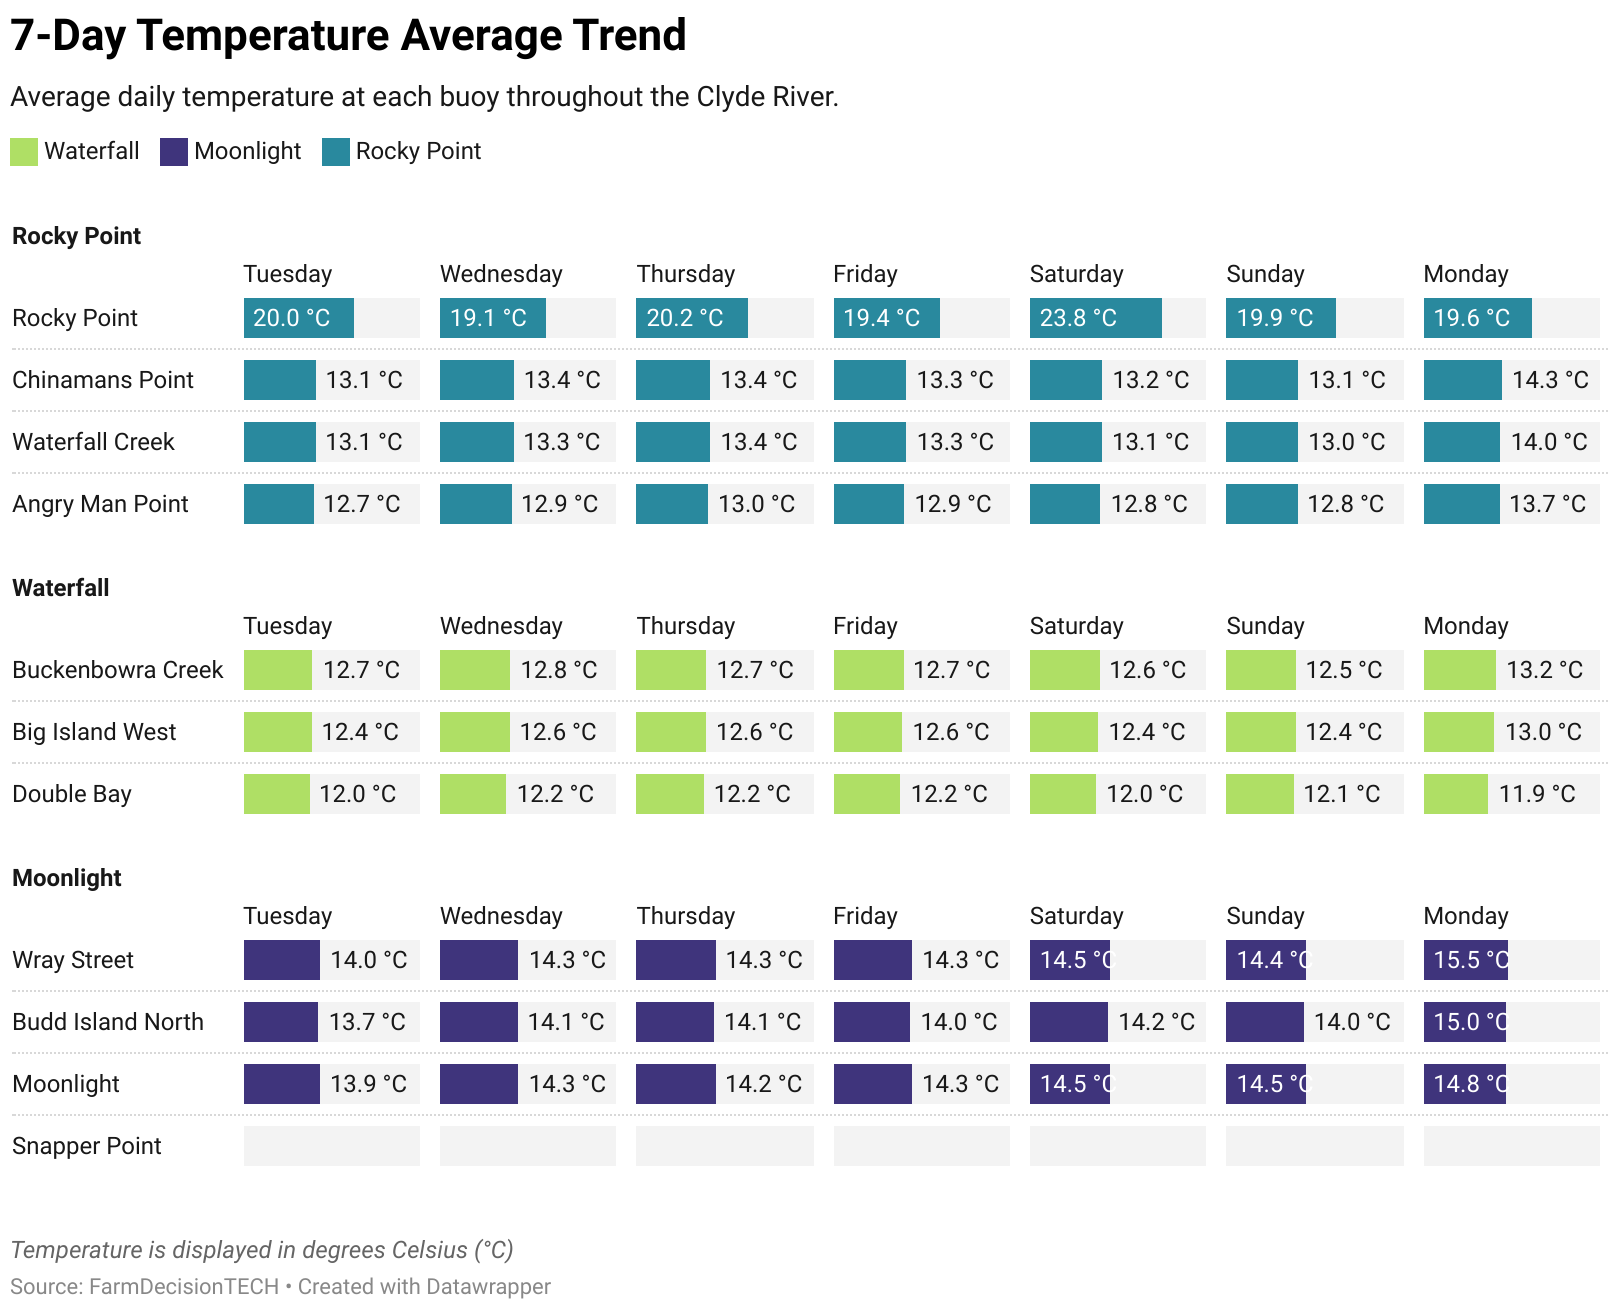 7-Day Temperature Average Trend
Average daily temperature at each buoy throughout the Clyde River.
Waterfall Moonlight Rocky Point
Rocky Point
Tuesday Wednesday Thursday Friday Saturday Sunday Monday
Rocky Point 20.0 °C 19.1 °C 20.2 °C 19.4 °C 23.8 °C 19.9 °C 19.6 °C
Chinamans Point 13.1 °C 13.4 °C 13.4 °C 13.3 °C 13.2 °C 13.1 °C 14.3 °C
Waterfall Creek 13.1 °C 13.3 °C 13.4 °C 13.3 °C 13.1 °C 13.0 °C 14.0 °C
Angry Man Point 12.7 °C 12.9 °C 13.0 °C 12.9 °C 12.8 °C 12.8 °C 13.7 °C
Waterfall
Tuesday Wednesday Thursday Friday Saturday Sunday Monday
Buckenbowra Creek 12.7 °C 12.8 °C 12.7 °C 12.7 °C 12.6 °C 12.5 °C 13.2 °C
Big Island West 12.4 °C 12.6 °C 12.6 °C 12.6 °C 12.4 °C 12.4 °C 13.0 °C
Double Bay 12.0 °C 12.2 °C 12.2 °C 12.2 °C 12.0 °C 12.1 °C 11.9 °C
Moonlight
Tuesday Wednesday Thursday Friday Saturday Sunday Monday
Wray Street 14.0 °C 14.3 °C 14.3 °C 14.3 °C 14.5 °C 14.4 °C 15.5 °C
Budd Island North 13.7 °C 14.1 °C 14.1 °C 14.0 °C 14.2 °C 14.0 °C 15.0 °C
Moonlight 13.9 °C 14.3 °C 14.2 °C 14.3 °C 14.5 °C 14.5 °C 14.8 °C
Snapper Point
Temperature is displayed in degrees Celsius (°C)
Source: FarmDecisionTECH • Created with Datawrapper